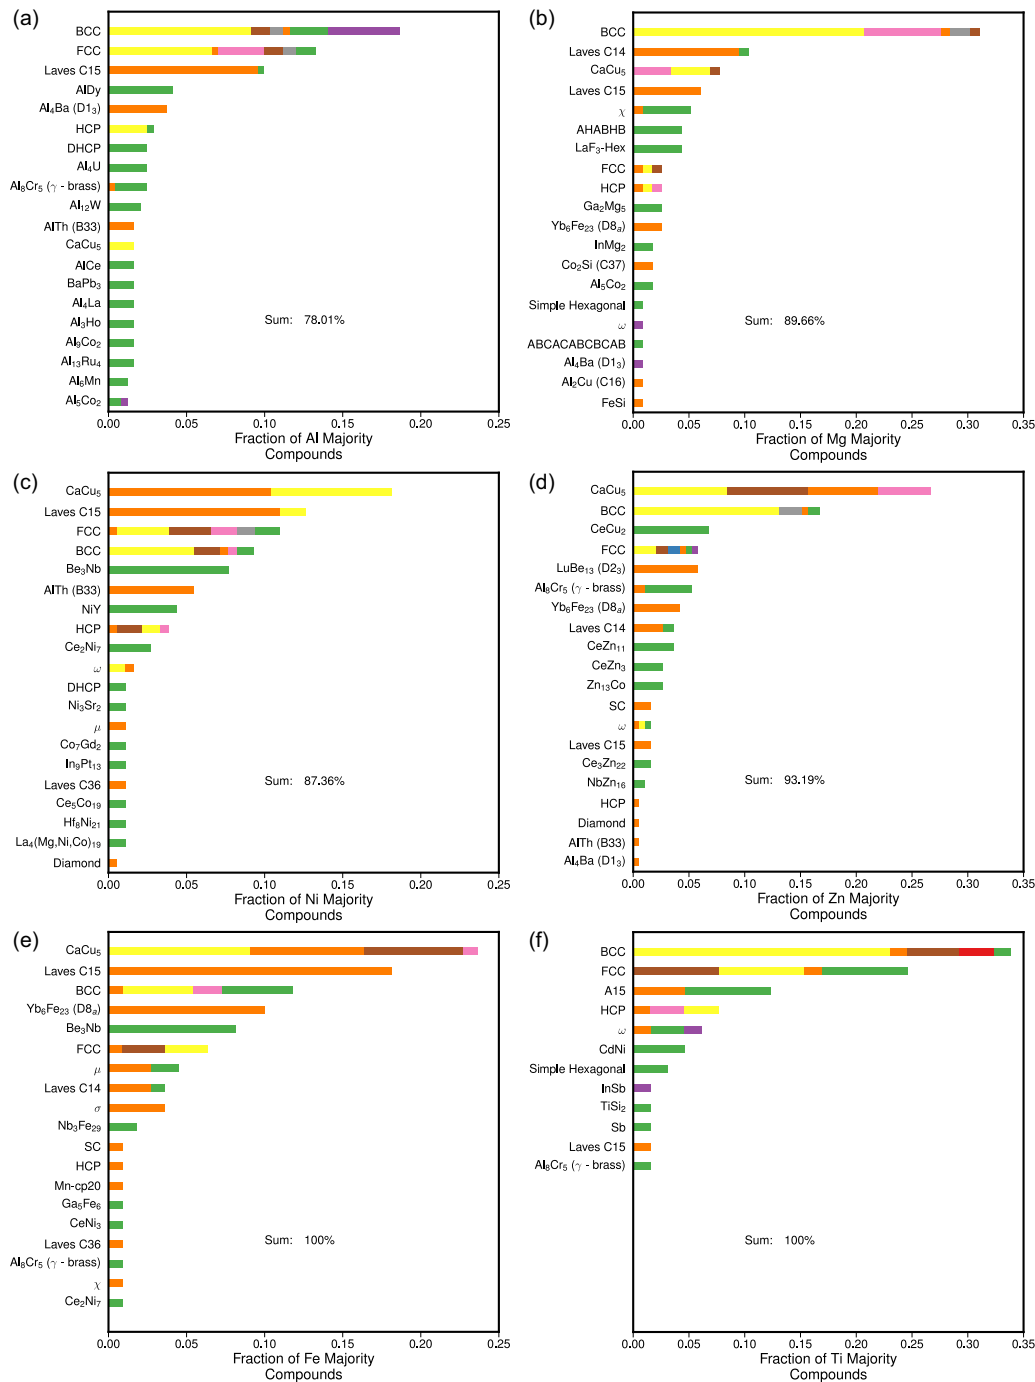 (a)
BCC
FCC
Laves C15
AlDy
Al₄Ba (D1₃)
HCP
DHCP
Al₄U
Al₈Cr₅ (γ - brass)
Al₁₂W
AlTh (B33)
CaCu₅
AlCe
BaPb₃
Al₄La
Al₃Ho
Al₉Co₂
Al₁₃Ru₄
Al₆Mn
Al₅Co₂
Sum: 78.01%
0.00 0.05 0.10 0.15 0.20 0.25
Fraction of Al Majority
Compounds
(b)
BCC
Laves C14
CaCu₅
Laves C15
χ
AHABHB
LaF₃-Hex
FCC
HCP
Ga₂Mg₅
Yb₆Fe₂₃ (D8ₐ)
InMg₂
Co₂Si (C37)
Al₅Co₂
Simple Hexagonal
ω
ABCACABCBCAB
Al₄Ba (D1₃)
Al₂Cu (C16)
FeSi
Sum: 89.66%
0.00 0.05 0.10 0.15 0.20 0.25 0.30 0.35
Fraction of Mg Majority
Compounds
(c)
CaCu₅
Laves C15
FCC
BCC
Be₃Nb
AlTh (B33)
NiY
HCP
Ce₂Ni₇
ω
DHCP
Ni₃Sr₂
μ
Co₇Gd₂
In₉Pt₁₃
Laves C36
Ce₅Co₁₉
Hf₈Ni₂₁
La₄(Mg,Ni,Co)₁₉
Diamond
Sum: 87.36%
0.00 0.05 0.10 0.15 0.20 0.25
Fraction of Ni Majority
Compounds
(d)
CaCu₅
BCC
CeCu₂
FCC
LuBe₁₃ (D2₃)
Al₈Cr₅ (γ - brass)
Yb₆Fe₂₃ (D8ₐ)
Laves C14
CeZn₁₁
CeZn₃
Zn₁₃Co
SC
ω
Laves C15
Ce₃Zn₂₂
NbZn₁₆
HCP
Diamond
AlTh (B33)
Al₄Ba (D1₃)
Sum: 93.19%
0.00 0.05 0.10 0.15 0.20 0.25 0.30 0.35
Fraction of Zn Majority
Compounds
(e)
CaCu₅
Laves C15
BCC
Yb₆Fe₂₃ (D8ₐ)
Be₃Nb
FCC
μ
Laves C14
σ
Nb₃Fe₂₉
SC
HCP
Mn-cp20
Ga₅Fe₆
CeNi₃
Laves C36
Al₈Cr₅ (γ - brass)
χ
Ce₂Ni₇
Sum: 100%
0.00 0.05 0.10 0.15 0.20 0.25
Fraction of Fe Majority
Compounds
(f)
BCC
FCC
A15
HCP
ω
CdNi
Simple Hexagonal
InSb
TiSi₂
Sb
Laves C15
Al₈Cr₅ (γ - brass)
Sum: 100%
0.00 0.05 0.10 0.15 0.20 0.25 0.30 0.35
Fraction of Ti Majority
Compounds